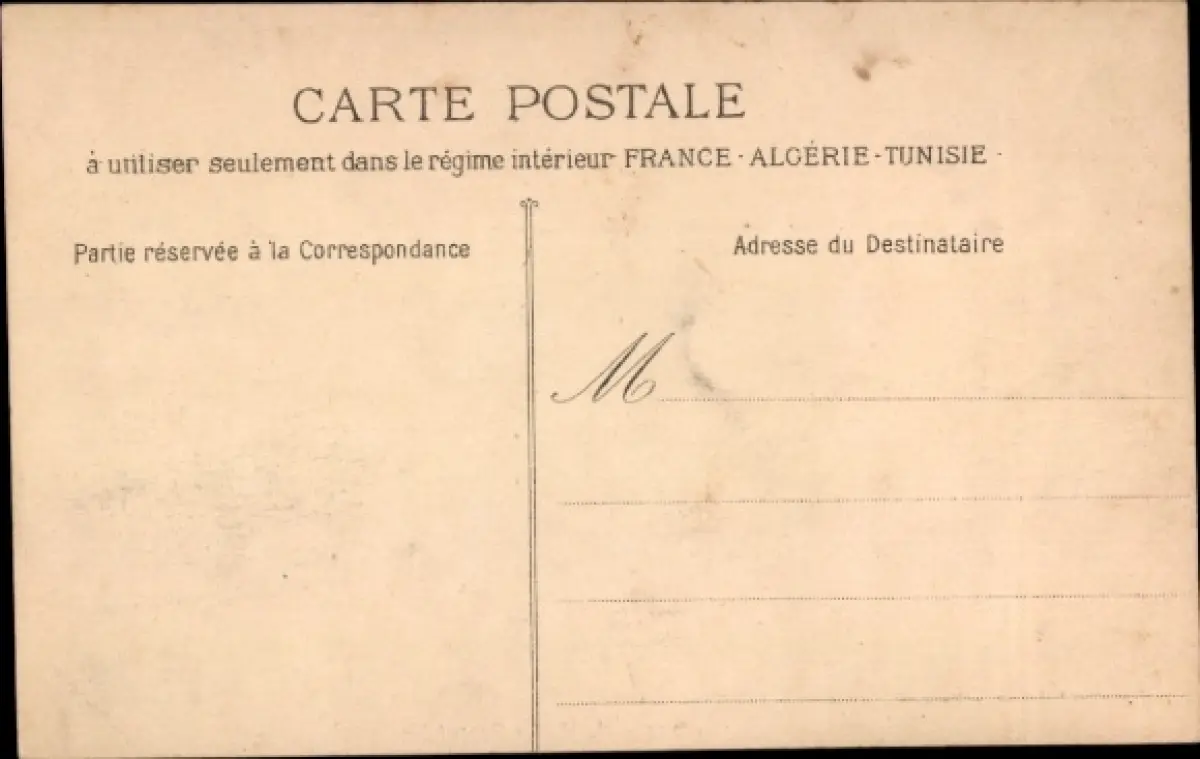 CARTE POSTALE
à utiliser seulement dans le régime intérieur FRANCE - ALGÉRIE - TUNISIE -
Partie réservée à la Correspondance
Adresse du Destinataire
M